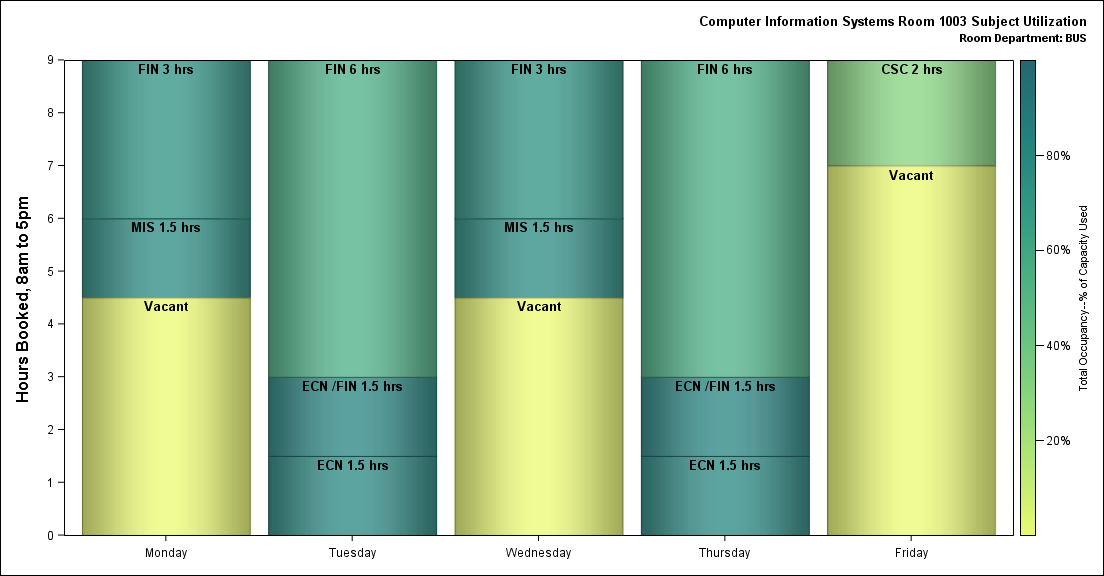 Computer Information Systems Room 1003 Subject Utilization
Room Department: BUS
Hours Booked, 8am to 5pm
9
8
7
6
5
4
3
2
1
0
FIN 3 hrs
MIS 1.5 hrs
Vacant
FIN 6 hrs
ECN /FIN 1.5 hrs
ECN 1.5 hrs
FIN 3 hrs
MIS 1.5 hrs
Vacant
FIN 6 hrs
ECN /FIN 1.5 hrs
ECN 1.5 hrs
CSC 2 hrs
Vacant
Monday
Tuesday
Wednesday
Thursday
Friday
80%
60%
40%
20%
Total Occupancy--% of Capacity Used